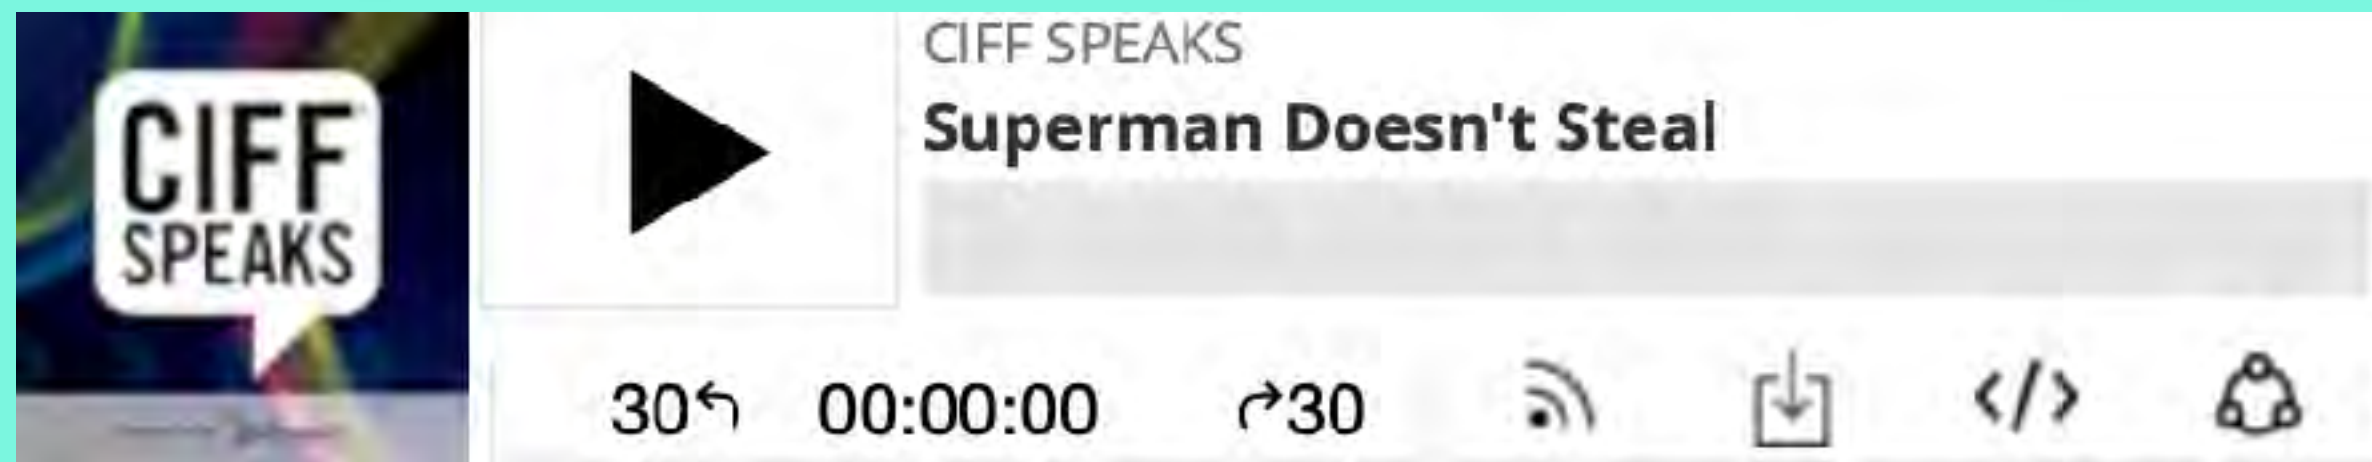 CIFF
SPEAKS
CIFF SPEAKS
Superman Doesn't Steal
30 00:00:00 30